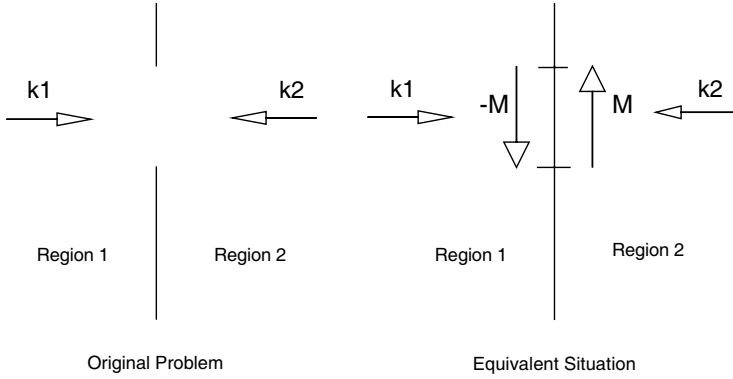 k1
k2
k1
-M
M
k2
Region 1
Region 2
Region 1
Region 2
Original Problem
Equivalent Situation